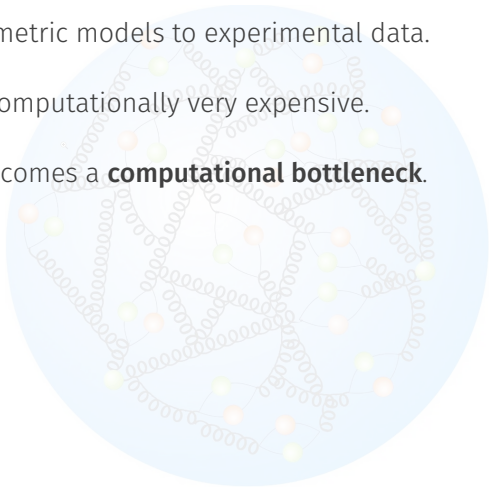 metric models to experimental data.
omputationally very expensive.
comes a computational bottleneck.